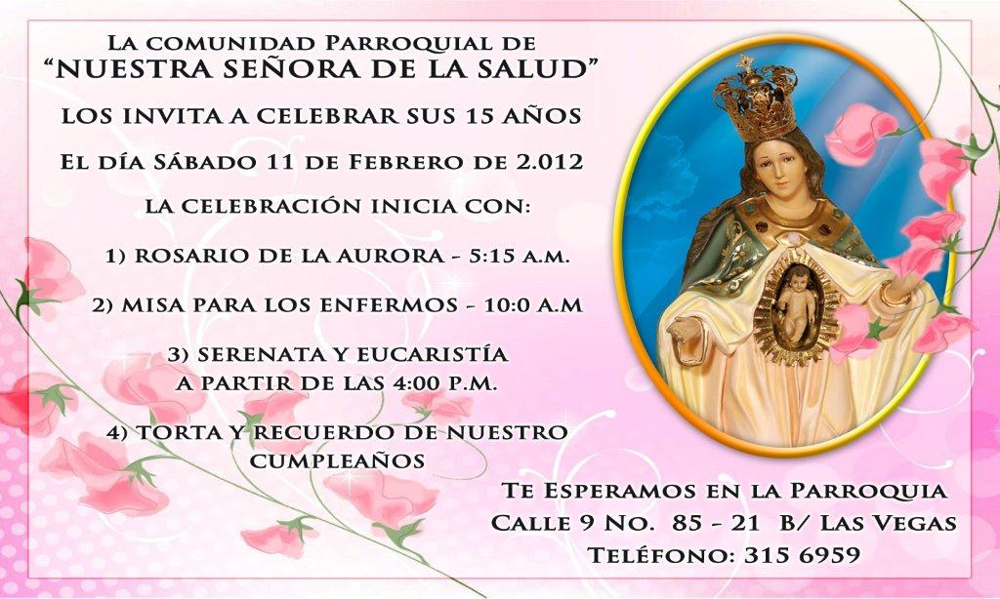 La comunidad Parroquial de
“NUESTRA SEÑORA DE LA SALUD”
LOS INVITA A CELEBRAR SUS 15 AÑOS
El día Sábado 11 de Febrero de 2.012
LA CELEBRACIÓN INICIA CON:
1) ROSARIO DE LA AURORA - 5:15 A.M.
2) MISA PARA LOS ENFERMOS - 10:0 A.M
3) SERENATA Y EUCARISTÍA
A PARTIR DE LAS 4:00 P.M.
4) TORTA Y RECUERDO DE NUESTRO
CUMPLEAÑOS
Te Esperamos en la Parroquia
Calle 9 No. 85 - 21 B/ Las Vegas
Teléfono: 315 6959